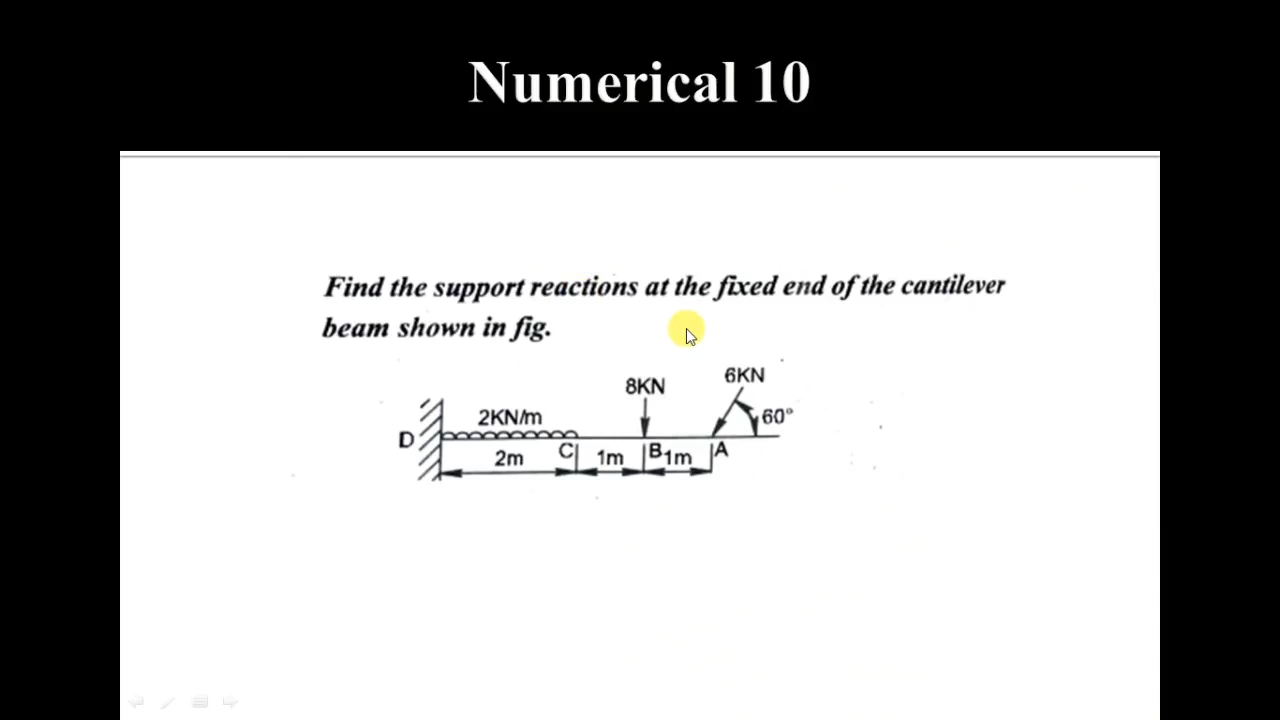 Numerical 10
Find the support reactions at the fixed end of the cantilever
beam shown in fig.
6KN
8KN
2KN/m
60°
D
C
B
A
2m
1m
1m